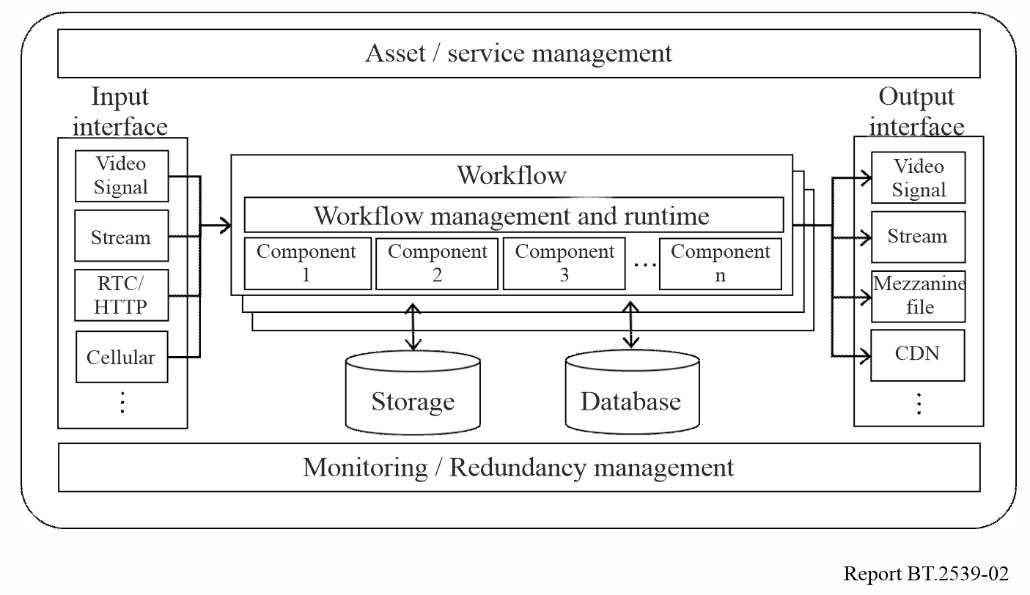 Asset / service management
Input
interface
Video
Signal
Stream
RTC/
HTTP
Cellular
⋮
Workflow
Workflow management and runtime
Component
1
Component
2
Component
3
...
Component
n
Storage
Database
Output
interface
Video
Signal
Stream
Mezzanine
file
CDN
⋮
Monitoring / Redundancy management
Report BT.2539-02